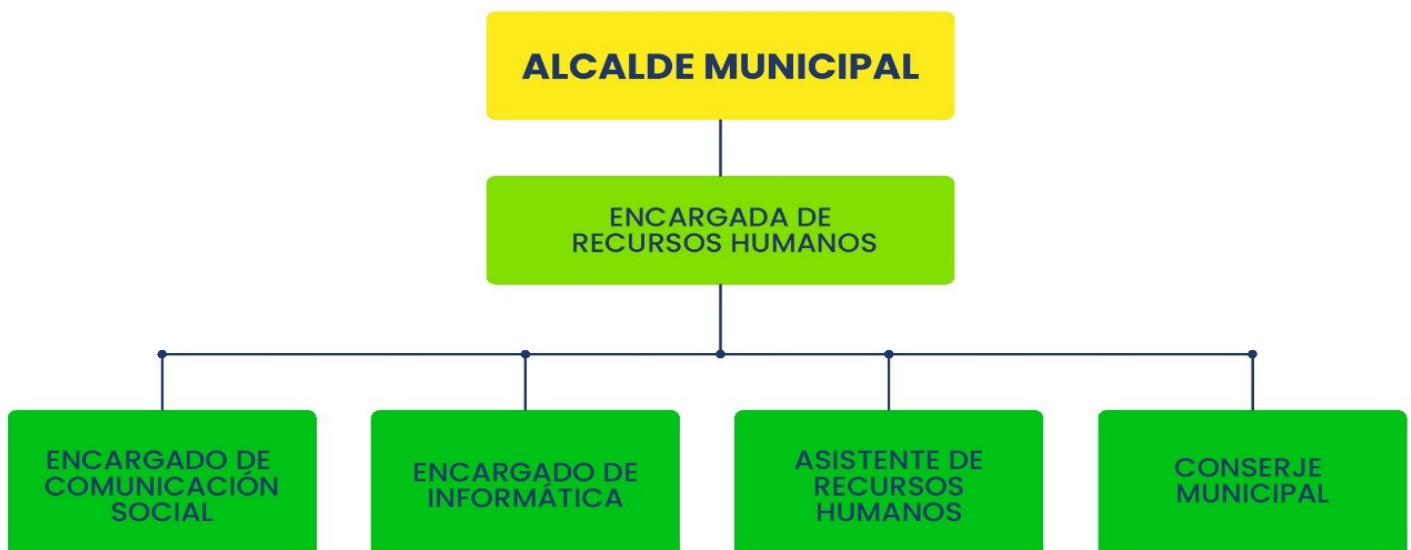 ALCALDE MUNICIPAL
ENCARGADA DE
RECURSOS HUMANOS
ENCARGADO DE
COMUNICACIÓN
SOCIAL
ENCARGADO DE
INFORMÁTICA
ASISTENTE DE
RECURSOS
HUMANOS
CONSERJE
MUNICIPAL